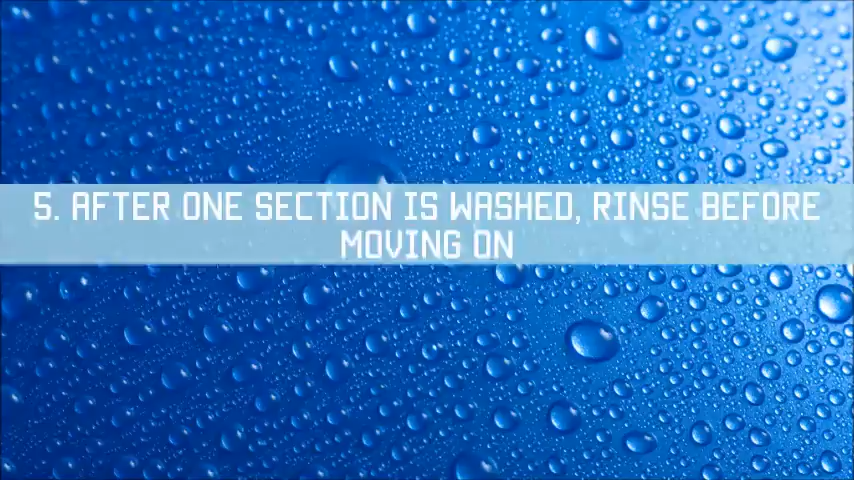 5. AFTER ONE SECTION IS WASHED, RINSE BEFORE
MOVING ON